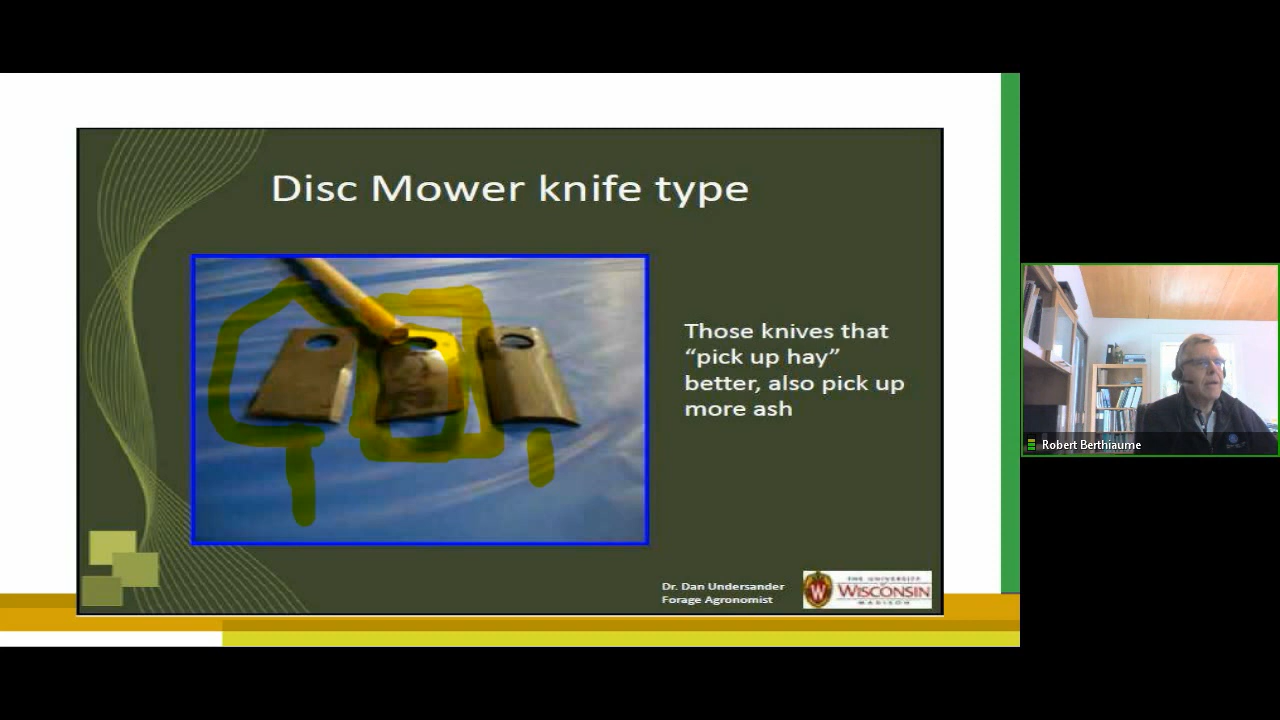 Disc Mower knife type
Those knives that
“pick up hay”
better, also pick up
more ash
Dr. Dan Undersander
Forage Agronomist
THE UNIVERSITY
of
WISCONSIN
MADISON
Robert Berthiaume